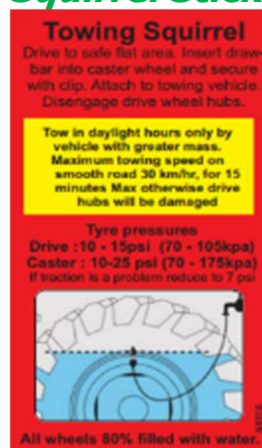 Squirrel Stick
Towing Squirrel
Drive to safe flat area. Insert draw-
bar into caster wheel and secure
with clip. Attach to towing vehicle.
Disengage drive wheel hubs.
Tow in daylight hours only by
vehicle with greater mass.
Maximum towing speed on
smooth road 30 km/hr, for 15
minutes Max otherwise drive
hubs will be damaged
Tyre pressures
Drive :10 - 15psi (70 - 105kpa)
Caster : 10-25 psi (70 - 175kpa)
If traction is a problem reduce to 7 psi
All wheels 80% filled with water.